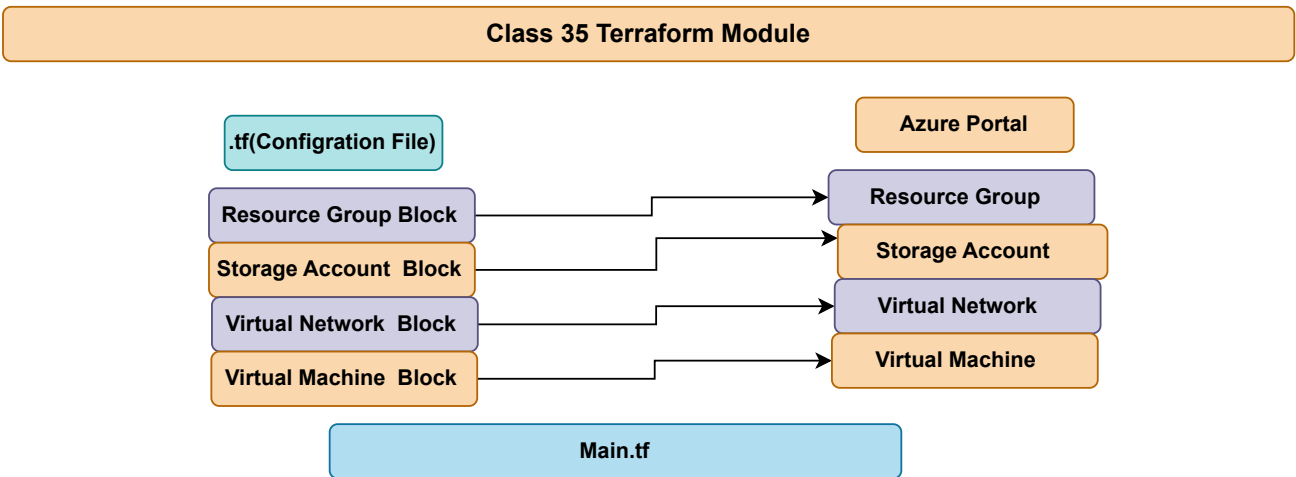 Class 35 Terraform Module
.tf(Configration File)
Azure Portal
Resource Group Block
Resource Group
Storage Account  Block
Storage Account
Virtual Network  Block
Virtual Network
Virtual Machine  Block
Virtual Machine
Main.tf